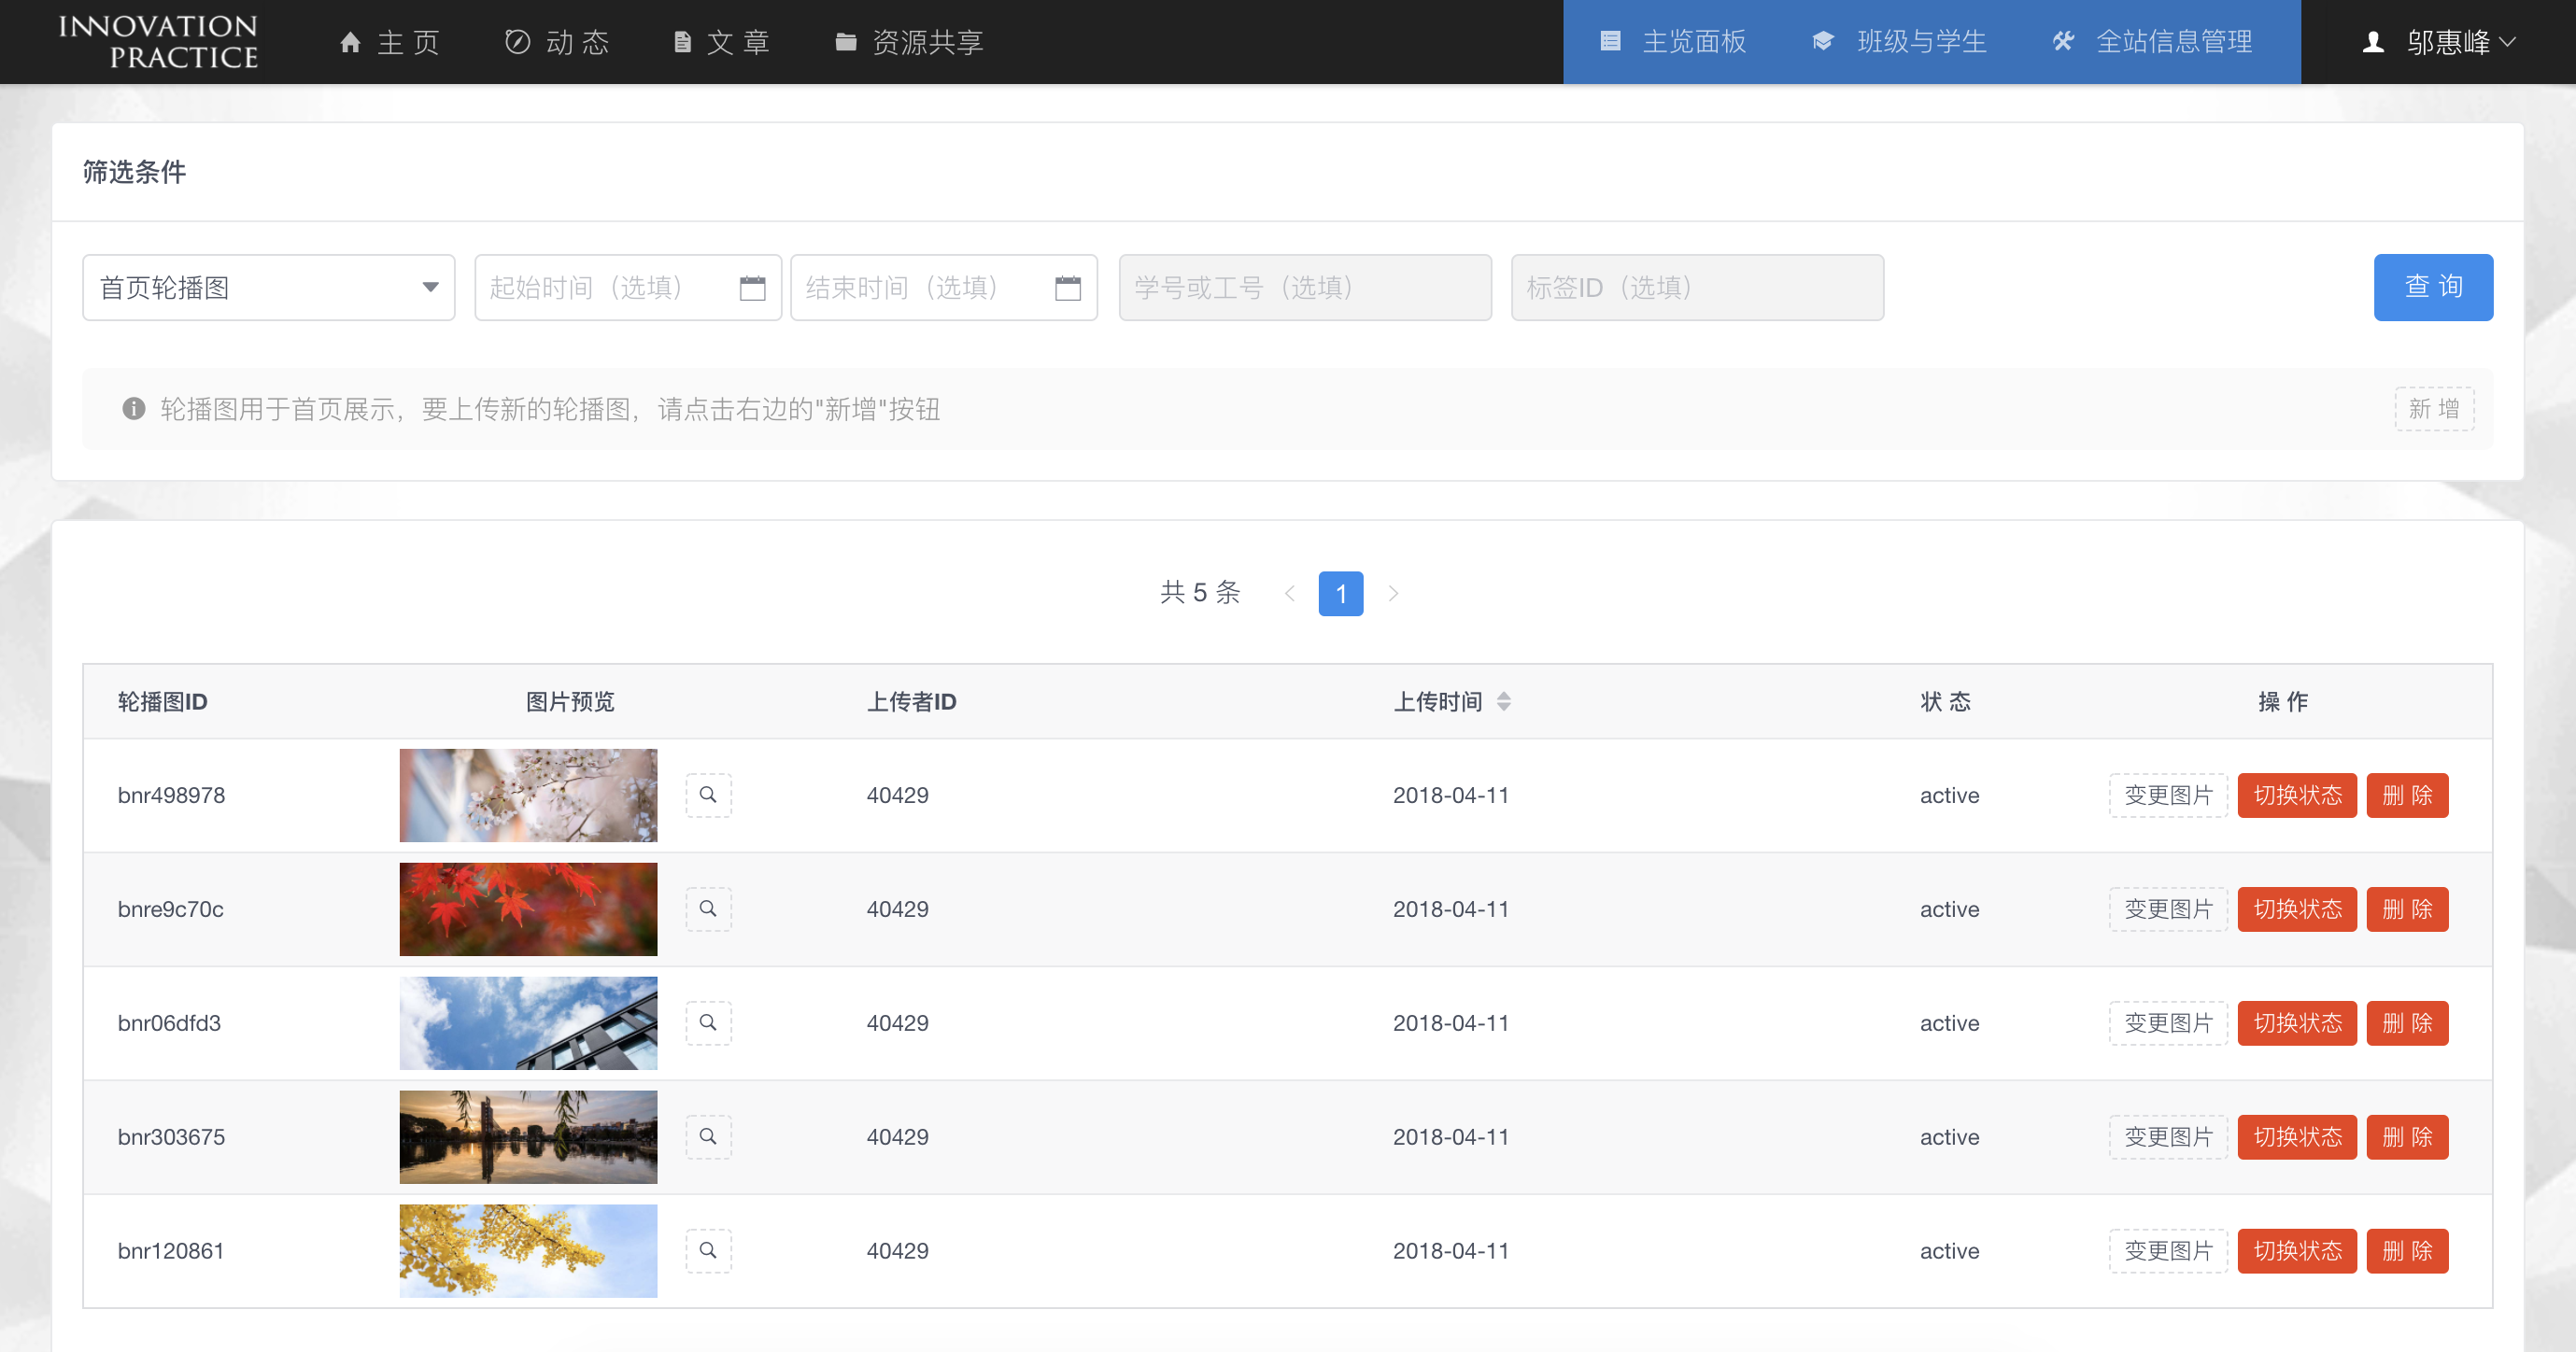 INNOVATION
PRACTICE
主 页
动 态
文 章
资源共享
主览面板
班级与学生
全站信息管理
邬惠峰
筛选条件
首页轮播图
起始时间（选填）
结束时间（选填）
学号或工号（选填）
标签ID（选填）
查 询
轮播图用于首页展示，要上传新的轮播图，请点击右边的"新增"按钮
新 增
共 5 条
1
轮播图ID 图片预览 上传者ID 上传时间 状 态 操 作
bnr498978 40429 2018-04-11 active 变更图片 切换状态 删 除
bnre9c70c 40429 2018-04-11 active 变更图片 切换状态 删 除
bnr06dfd3 40429 2018-04-11 active 变更图片 切换状态 删 除
bnr303675 40429 2018-04-11 active 变更图片 切换状态 删 除
bnr120861 40429 2018-04-11 active 变更图片 切换状态 删 除